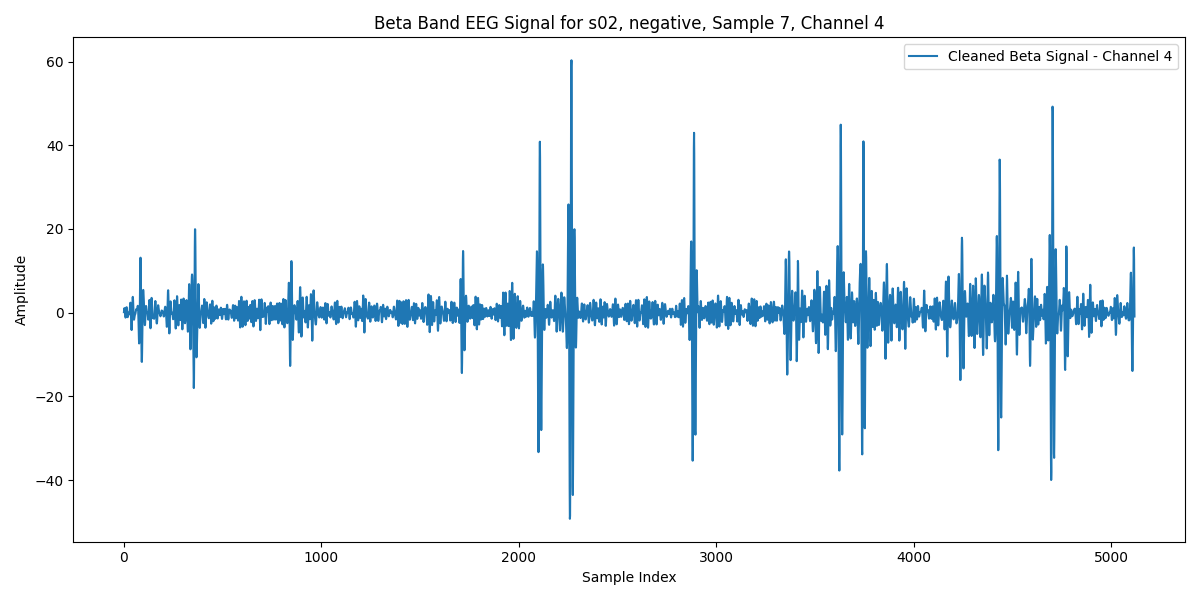 Beta Band EEG Signal for s02, negative, Sample 7, Channel 4
Cleaned Beta Signal - Channel 4
Amplitude
60
40
20
0
−20
−40
0 1000 2000 3000 4000 5000
Sample Index